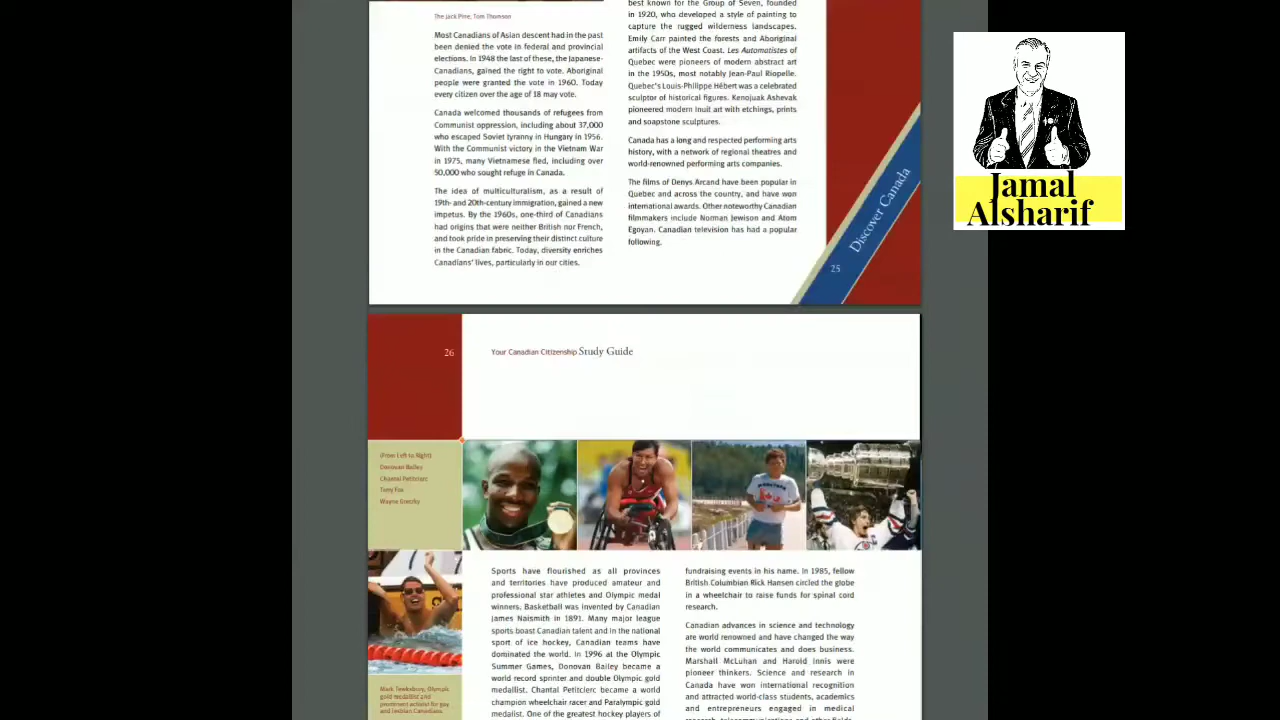 The Jack Pine, Tom Thomson
Most Canadians of Asian descent had in the past
been denied the vote in federal and provincial
elections. In 1948 the last of these, the Japanese-
Canadians, gained the right to vote. Aboriginal
people were granted the vote in 1960. Today
every citizen over the age of 18 may vote.
Canada welcomed thousands of refugees from
Communist oppression, including about 37,000
who escaped Soviet tyranny in Hungary in 1956.
With the Communist victory in the Vietnam War
in 1975, many Vietnamese fled, including over
50,000 who sought refuge in Canada.
The idea of multiculturalism, as a result of
19th- and 20th-century immigration, gained a new
impetus. By the 1960s, one-third of Canadians
had origins that were neither British nor French,
and took pride in preserving their distinct culture
in the Canadian fabric. Today, diversity enriches
Canadians' lives, particularly in our cities.
best known for the Group of Seven, founded
in 1920, who developed a style of painting to
capture the rugged wilderness landscapes.
Emily Carr painted the forests and Aboriginal
artifacts of the West Coast. Les Automatistes of
Quebec were pioneers of modern abstract art
in the 1950s, most notably Jean-Paul Riopelle.
Quebec's Louis-Philippe Hébert was a celebrated
sculptor of historical figures. Kenojuak Ashevak
pioneered modern Inuit art with etchings, prints
and soapstone sculptures.
Canada has a long and respected performing arts
history, with a network of regional theatres and
world-renowned performing arts companies.
The films of Denys Arcand have been popular in
Quebec and across the country, and have won
international awards. Other noteworthy Canadian
filmmakers include Norman Jewison and Atom
Egoyan. Canadian television has had a popular
following.
Discover Canada
25
Jamal
Alsharif
26
Your Canadian Citizenship Study Guide
(From Left to Right)
Donovan Bailey
Chantal Petitclerc
Terry Fox
Wayne Gretzky
Mark Tewksbury, Olympic
gold medallist and
prominent activist for gay
and lesbian Canadians.
Sports have flourished as all provinces
and territories have produced amateur and
professional star athletes and Olympic medal
winners. Basketball was invented by Canadian
James Naismith in 1891. Many major league
sports boast Canadian talent and in the national
sport of ice hockey, Canadian teams have
dominated the world. In 1996 at the Olympic
Summer Games, Donovan Bailey became a
world record sprinter and double Olympic gold
medallist. Chantal Petitclerc became a world
champion wheelchair racer and Paralympic gold
medalist. One of the greatest hockey players of
fundraising events in his name. In 1985, fellow
British Columbian Rick Hansen circled the globe
in a wheelchair to raise funds for spinal cord
research.
Canadian advances in science and technology
are world renowned and have changed the way
the world communicates and does business.
Marshall McLuhan and Harold Innis were
pioneer thinkers. Science and research in
Canada have won international recognition
and attracted world-class students, academics
and entrepreneurs engaged in medical
research, telecommunications and other fields.